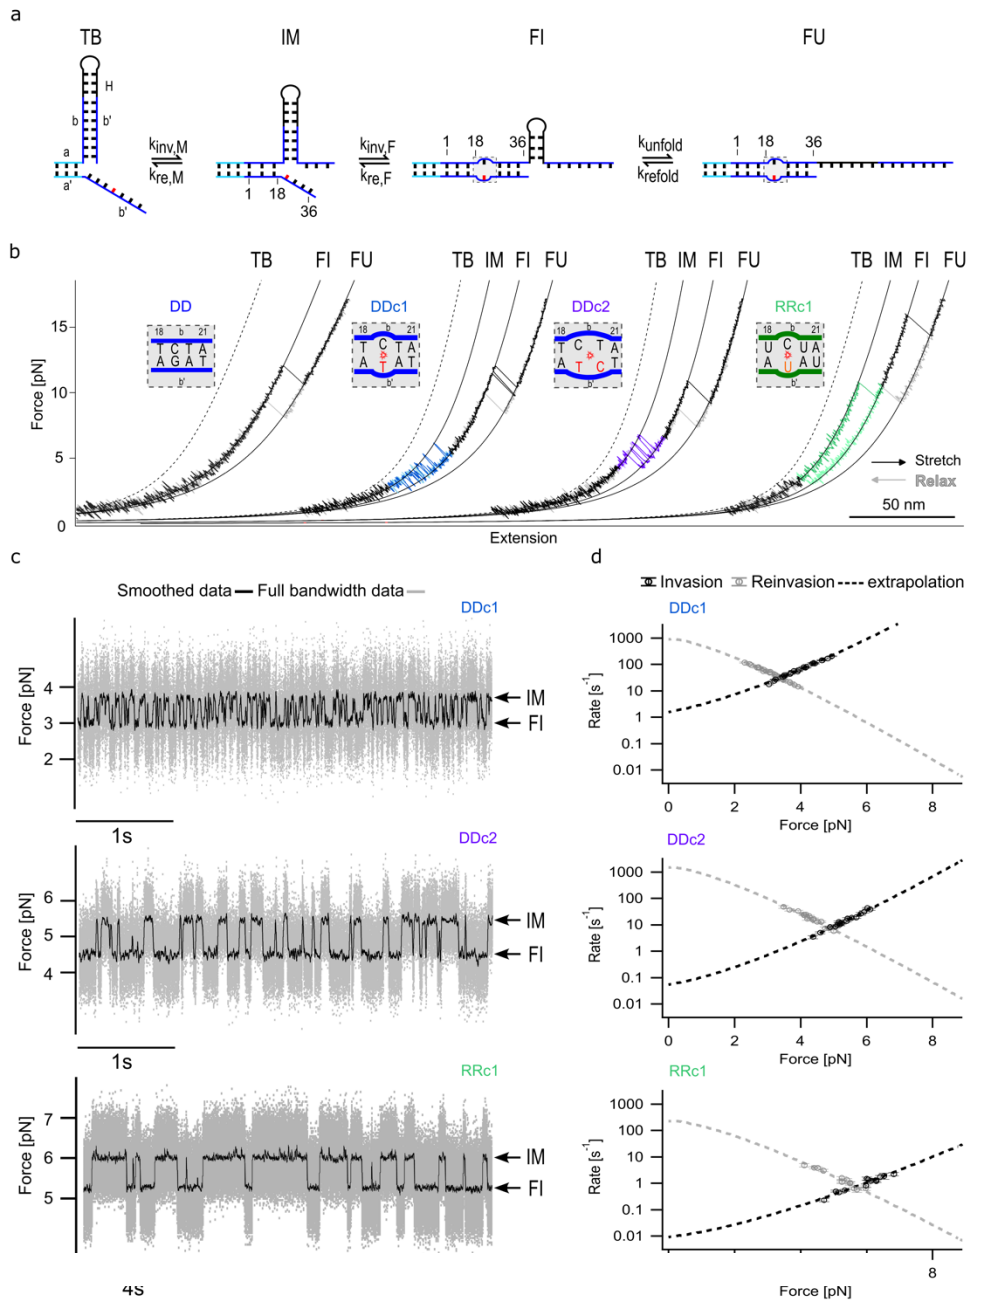 a
TB IM FI FU
H
b b'
a
a'
b'
kinv,M
kre,M
1 18
36
kinv,F
kre,F
1 18 36
kunfold
krefold
1 18 36
b
TB FI FU TB IM FI FU TB IM FI FU TB IM FI FU
DD DDc1 DDc2 RRc1
18 b 21
T C T A
A G A T
b'
18 b 21
T C T A
A T A T
b'
18 b 21
T C T A
A T C T
b'
18 b 21
U C U A
A U A U
b'
Force [pN]
15
10
5
0
Stretch
Relax
50 nm
Extension
c
Smoothed data Full bandwidth data
DDc1
Force [pN]
4
3
2
IM
FI
1s
DDc2
Force [pN]
6
5
4
IM
FI
1s
RRc1
Force [pN]
7
6
5
IM
FI
4s
d
Invasion Reinvasion extrapolation
DDc1
Rate [s-1]
1000
100
10
1
0.1
0.01
0 2 4 6 8
Force [pN]
DDc2
Rate [s-1]
1000
100
10
1
0.1
0.01
0 2 4 6 8
Force [pN]
RRc1
Rate [s-1]
1000
100
10
1
0.1
0.01
8
Force [pN]